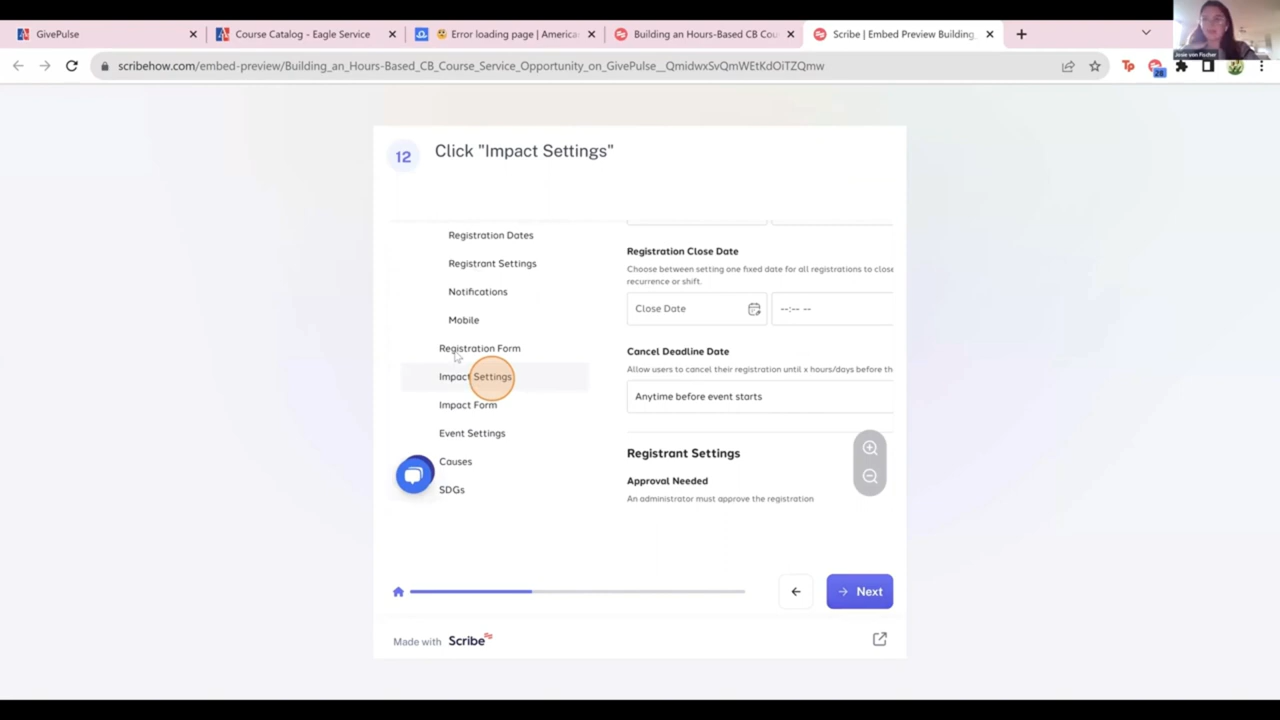 GivePulse
Course Catalog - Eagle Service
Error loading page | America
Building an Hours-Based CB Cou
Scribe | Embed Preview Building
scribehow.com/embed-preview/Building_an_Hours-Based_CB_Course_Service_Opportunity_on_GivePulse__QmidwxSvQmWEtKdOiTZQmw
Tp
26
Josie von Fischer
12
Click "Impact Settings"
Registration Dates
Registrant Settings
Notifications
Mobile
Registration Form
Impact Settings
Impact Form
Event Settings
Causes
SDGs
Registration Close Date
Choose between setting one fixed date for all registrations to close
recurrence or shift.
Close Date
--:-- --
Cancel Deadline Date
Allow users to cancel their registration until x hours/days before th
Anytime before event starts
Registrant Settings
Approval Needed
An administrator must approve the registration
Next
Made with Scribe